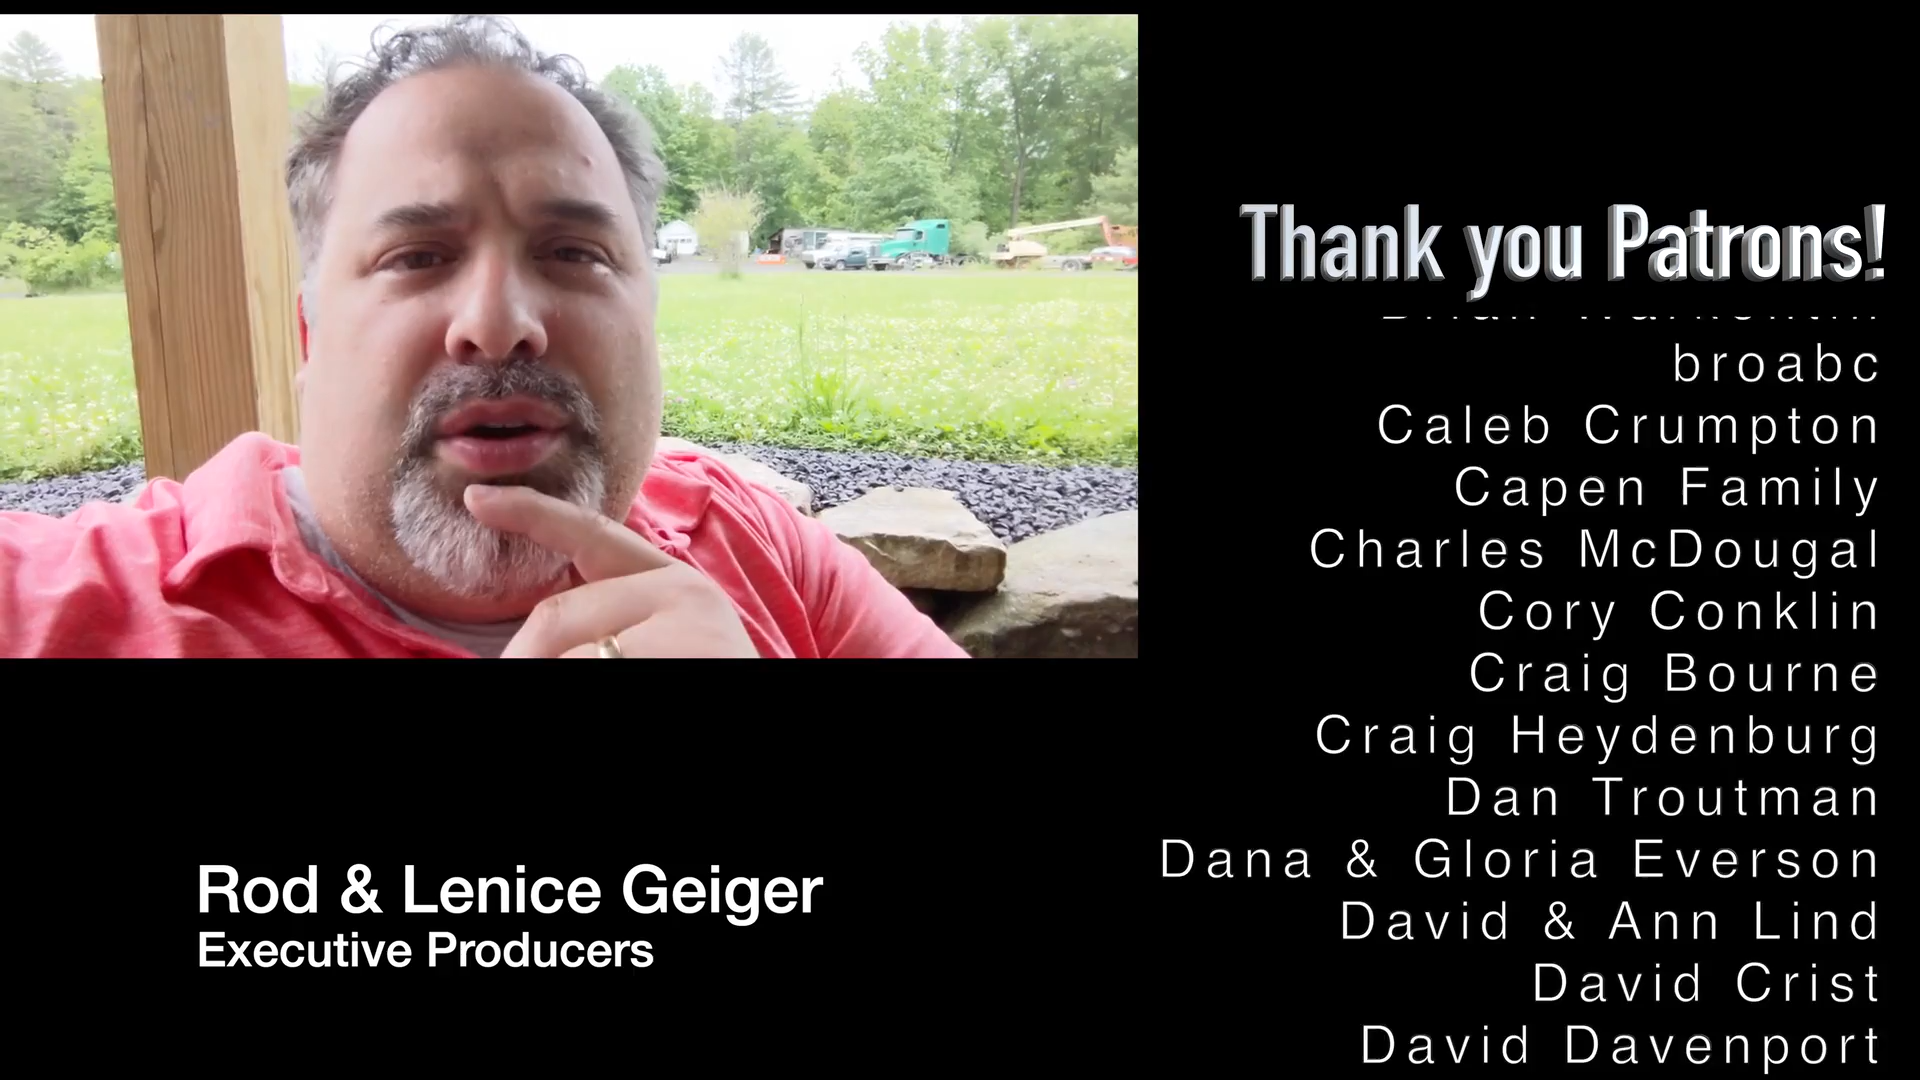 Thank you Patrons!
broabc
Caleb Crumpton
Capen Family
Charles McDougal
Cory Conklin
Craig Bourne
Craig Heydenburg
Dan Troutman
Dana & Gloria Everson
David & Ann Lind
David Crist
David Davenport
Rod & Lenice Geiger
Executive Producers